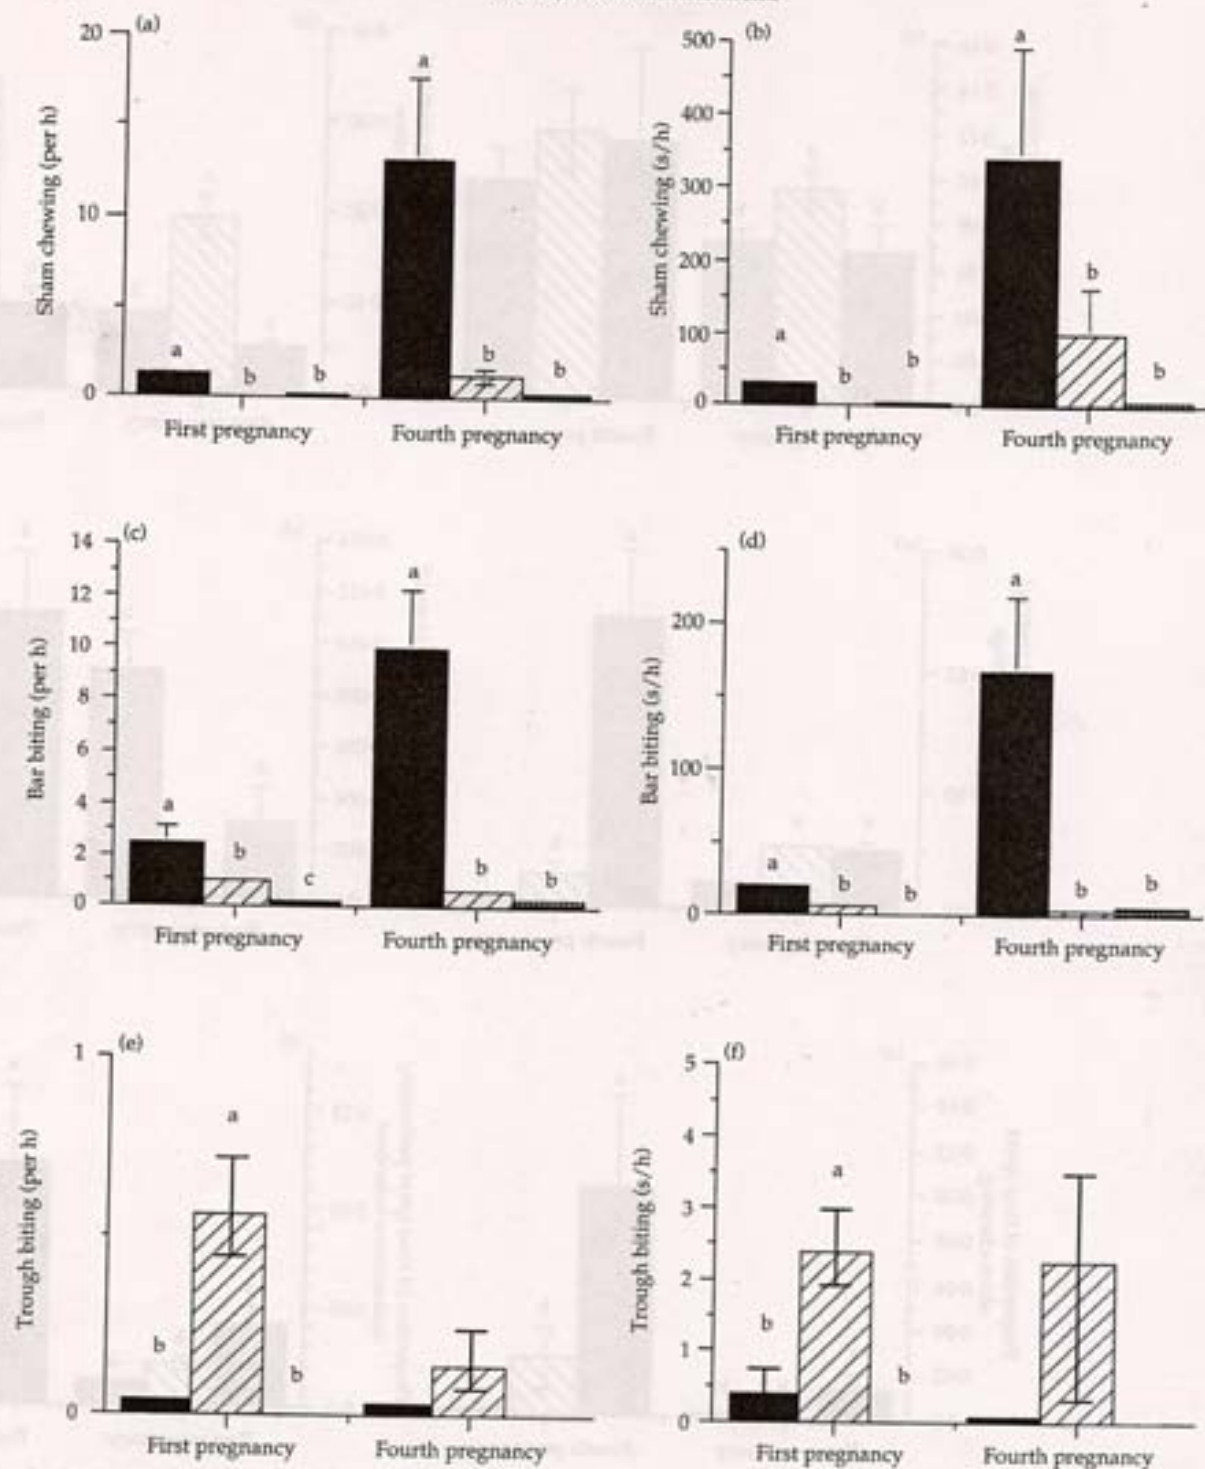 (a)
Sham chewing (per h)
20
10
0
a
b
b
a
b
b
First pregnancy
Fourth pregnancy
(b)
Sham chewing (s/h)
500
400
300
200
100
0
a
b
b
a
b
b
First pregnancy
Fourth pregnancy
(c)
Bar biting (per h)
14
12
10
8
6
4
2
0
a
b
c
a
b
b
First pregnancy
Fourth pregnancy
(d)
Bar biting (s/h)
200
100
0
a
b
b
a
b
b
First pregnancy
Fourth pregnancy
(e)
Trough biting (per h)
1
0
b
a
b
First pregnancy
Fourth pregnancy
(f)
Trough biting (s/h)
5
4
3
2
1
0
b
a
b
First pregnancy
Fourth pregnancy